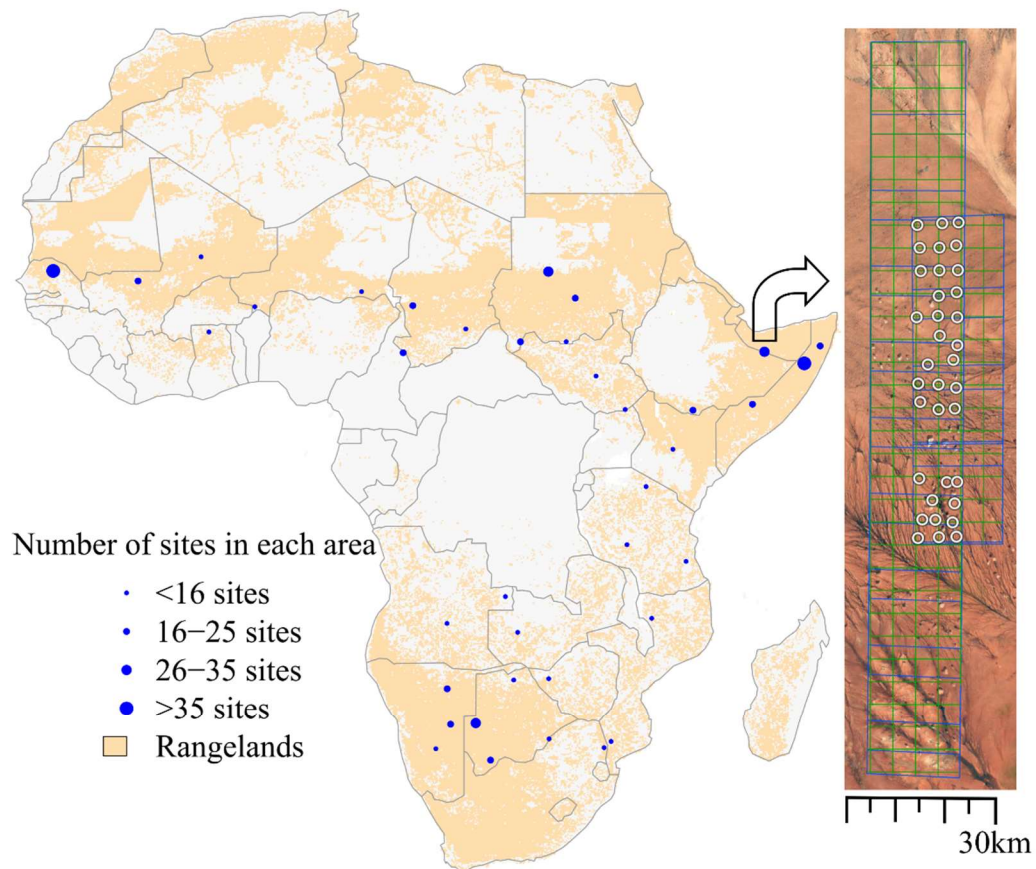 Number of sites in each area
<16 sites
16–25 sites
26–35 sites
>35 sites
Rangelands
30km